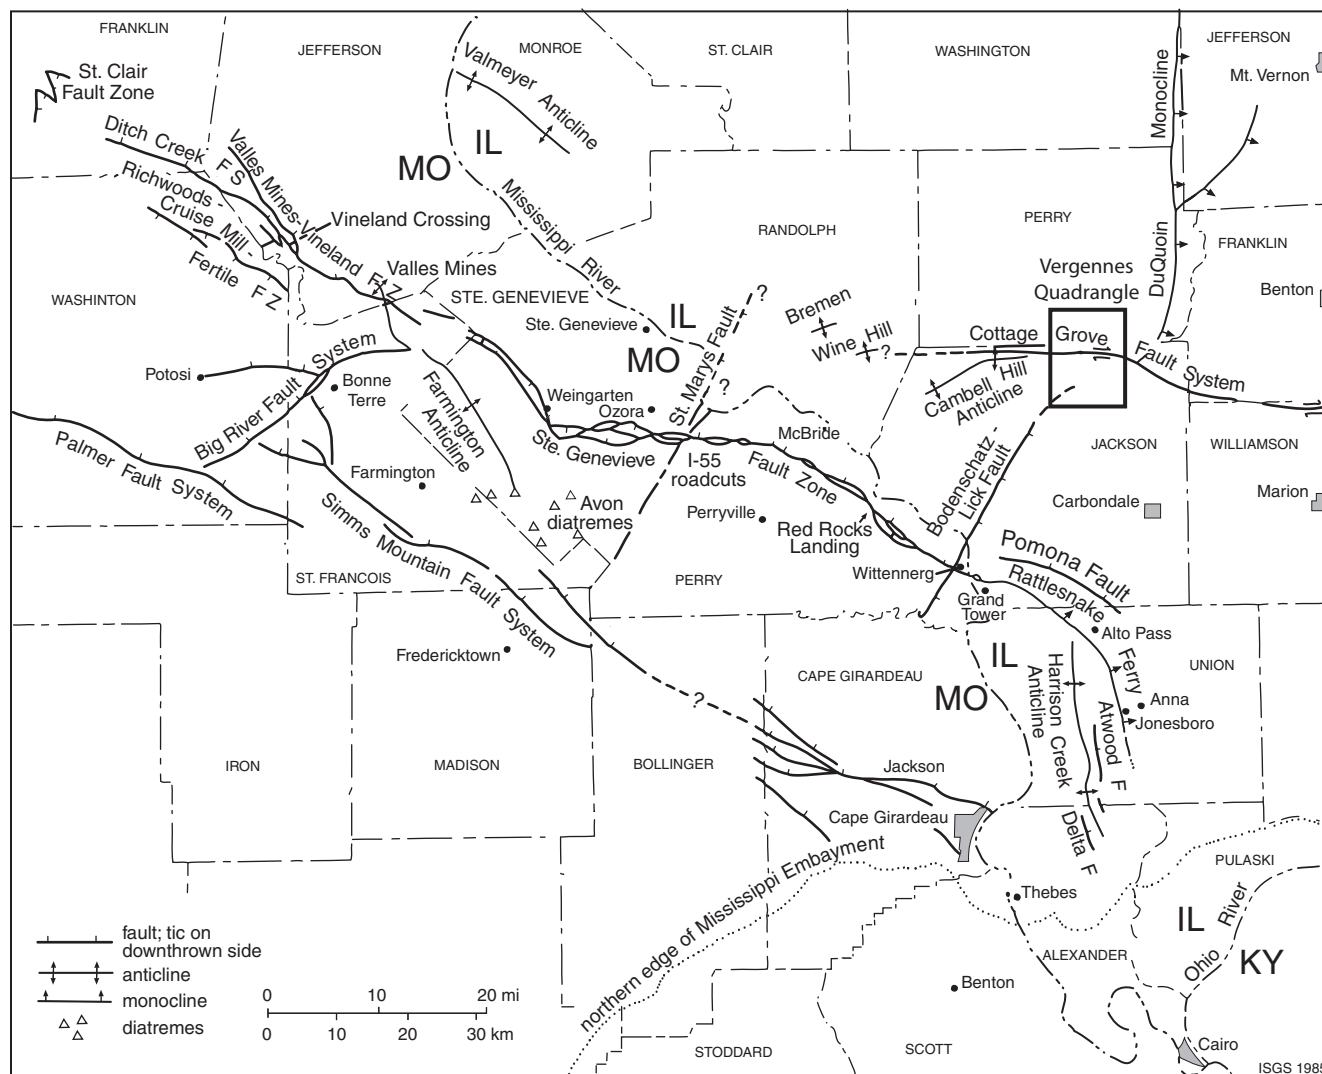 FRANKLIN
JEFFERSON
MONROE
ST. CLAIR
WASHINGTON
JEFFERSON
Mt. Vernon
St. Clair
Fault Zone
Valmeyer Anticline
Monocline
DuQuoin
Ditch Creek F S
Valles Mines-Vineland F Z
Richwoods -
Cruise Mill -
Fertile F Z
Vineland Crossing
Valles Mines
IL
MO
Mississippi River
RANDOLPH
PERRY
FRANKLIN
Benton
Vergennes
Quadrangle
WASHINTON
STE. GENEVIEVE
Ste. Genevieve
IL
MO
St. Marys Fault
?
?
Bremen
Wine Hill
?
Cottage Grove Fault System
Cambell Hill
Anticline
Potosi
Big River Fault System
Bonne
Terre
Farmington
Anticline
Weingarten
Ozora
Ste. Genevieve Fault Zone
McBride
I-55
roadcuts
Bodenschatz-
Lick Fault
JACKSON
WILLIAMSON
Marion
Carbondale
Palmer Fault System
Farmington
Simms Mountain Fault System
Avon
diatremes
Perryville
Red Rocks
Landing
Wittennerg
Grand
Tower
Pomona Fault
Rattlesnake Ferry
Alto Pass
ST. FRANCOIS
PERRY
Fredericktown
CAPE GIRARDEAU
IL
MO
Harrison Creek
Anticline
Atwood F
Delta F
UNION
Anna
Jonesboro
?
IRON
MADISON
BOLLINGER
Jackson
Cape Girardeau
northern edge of Mississippi Embayment
Thebes
PULASKI
IL
KY
Ohio River
ALEXANDER
Benton
Cairo
STODDARD
SCOTT
fault; tic on
downthrown side
anticline
monocline
diatremes
0 10 20 mi
0 10 20 30 km
ISGS 1985